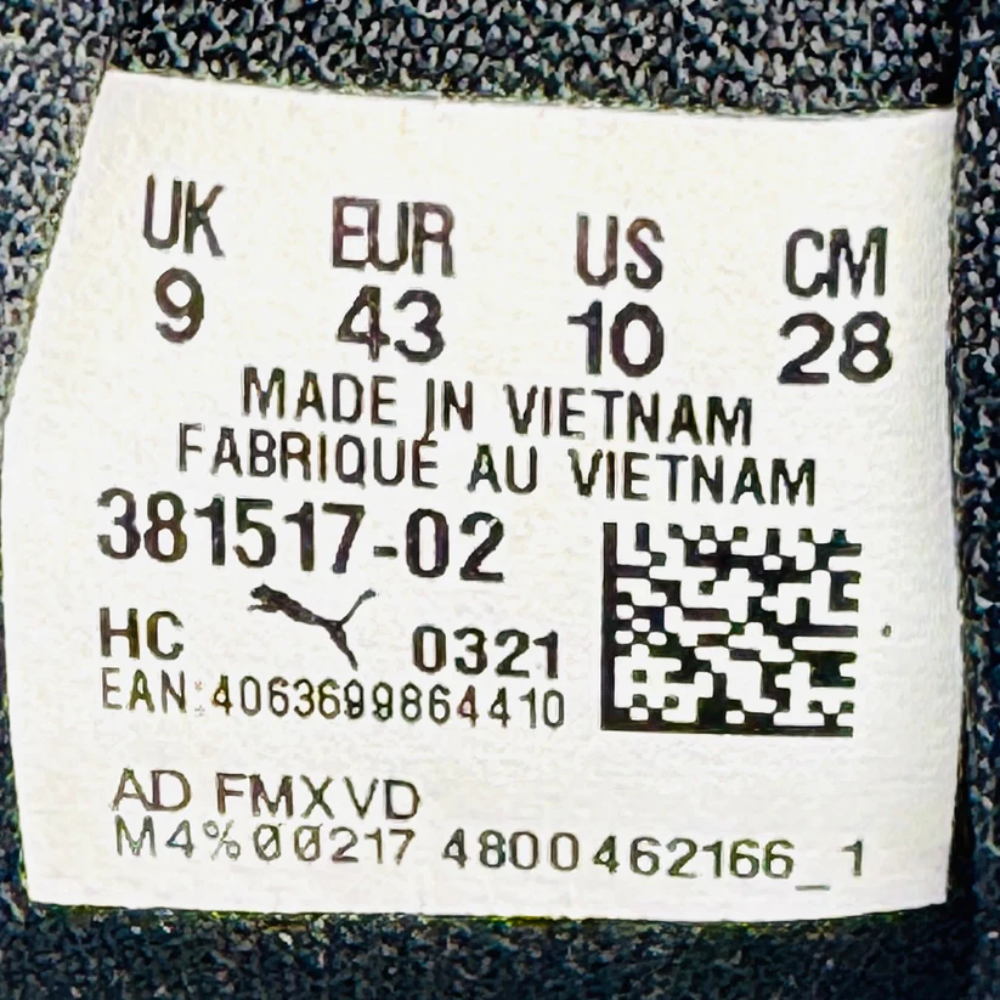 UK EUR US CM
9 43 10 28
MADE IN VIETNAM
FABRIQUÉ AU VIETNAM
381517-02
HC 0321
EAN:4063699864410
AD FMXVD
M4%00217 4800462166_1